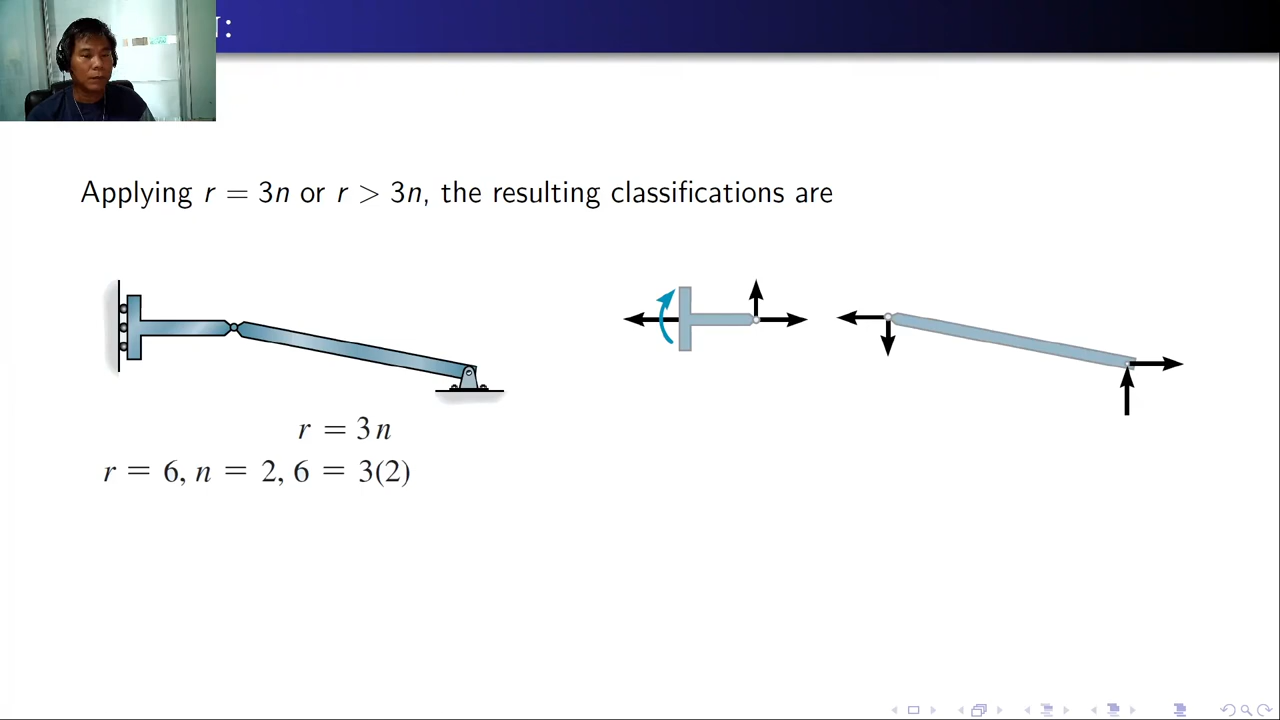 :
Applying r = 3n or r > 3n, the resulting classifications are
r = 3n
r = 6, n = 2, 6 = 3(2)